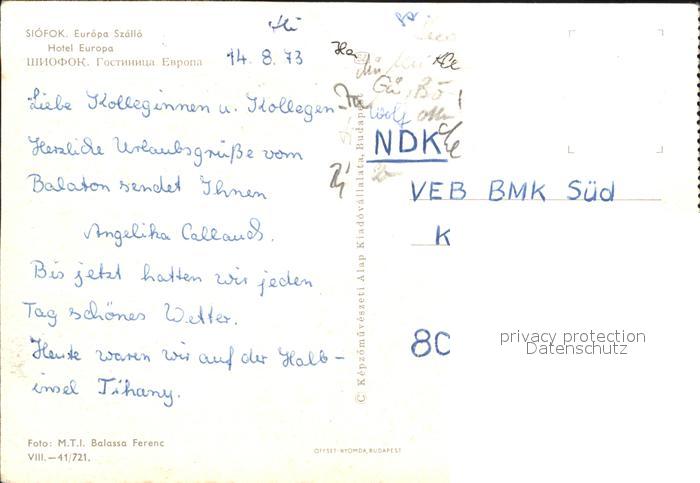 SIÓFOK. Európa Szálló
Hotel Europa
ШИОФОК. Гостиница Европа
14. 8. 73
Liebe Kolleginnen u. Kollegen
Herzliche Urlaubsgrüße vom
Balaton sendet Ihnen
Angelika
Bis jetzt hatten wir jeden
Tag schönes Wetter.
Heute waren wir auf der Halb-
insel Tihany.
Foto: M.T.I. Balassa Ferenc
VIII.—41/721.
© Képzőművészeti Alap Kiadóvállalata, Budapest
OFFSET-NYOMDA, BUDAPEST
NDK
VEB BMK Süd
K
80
privacy protection
Datenschutz